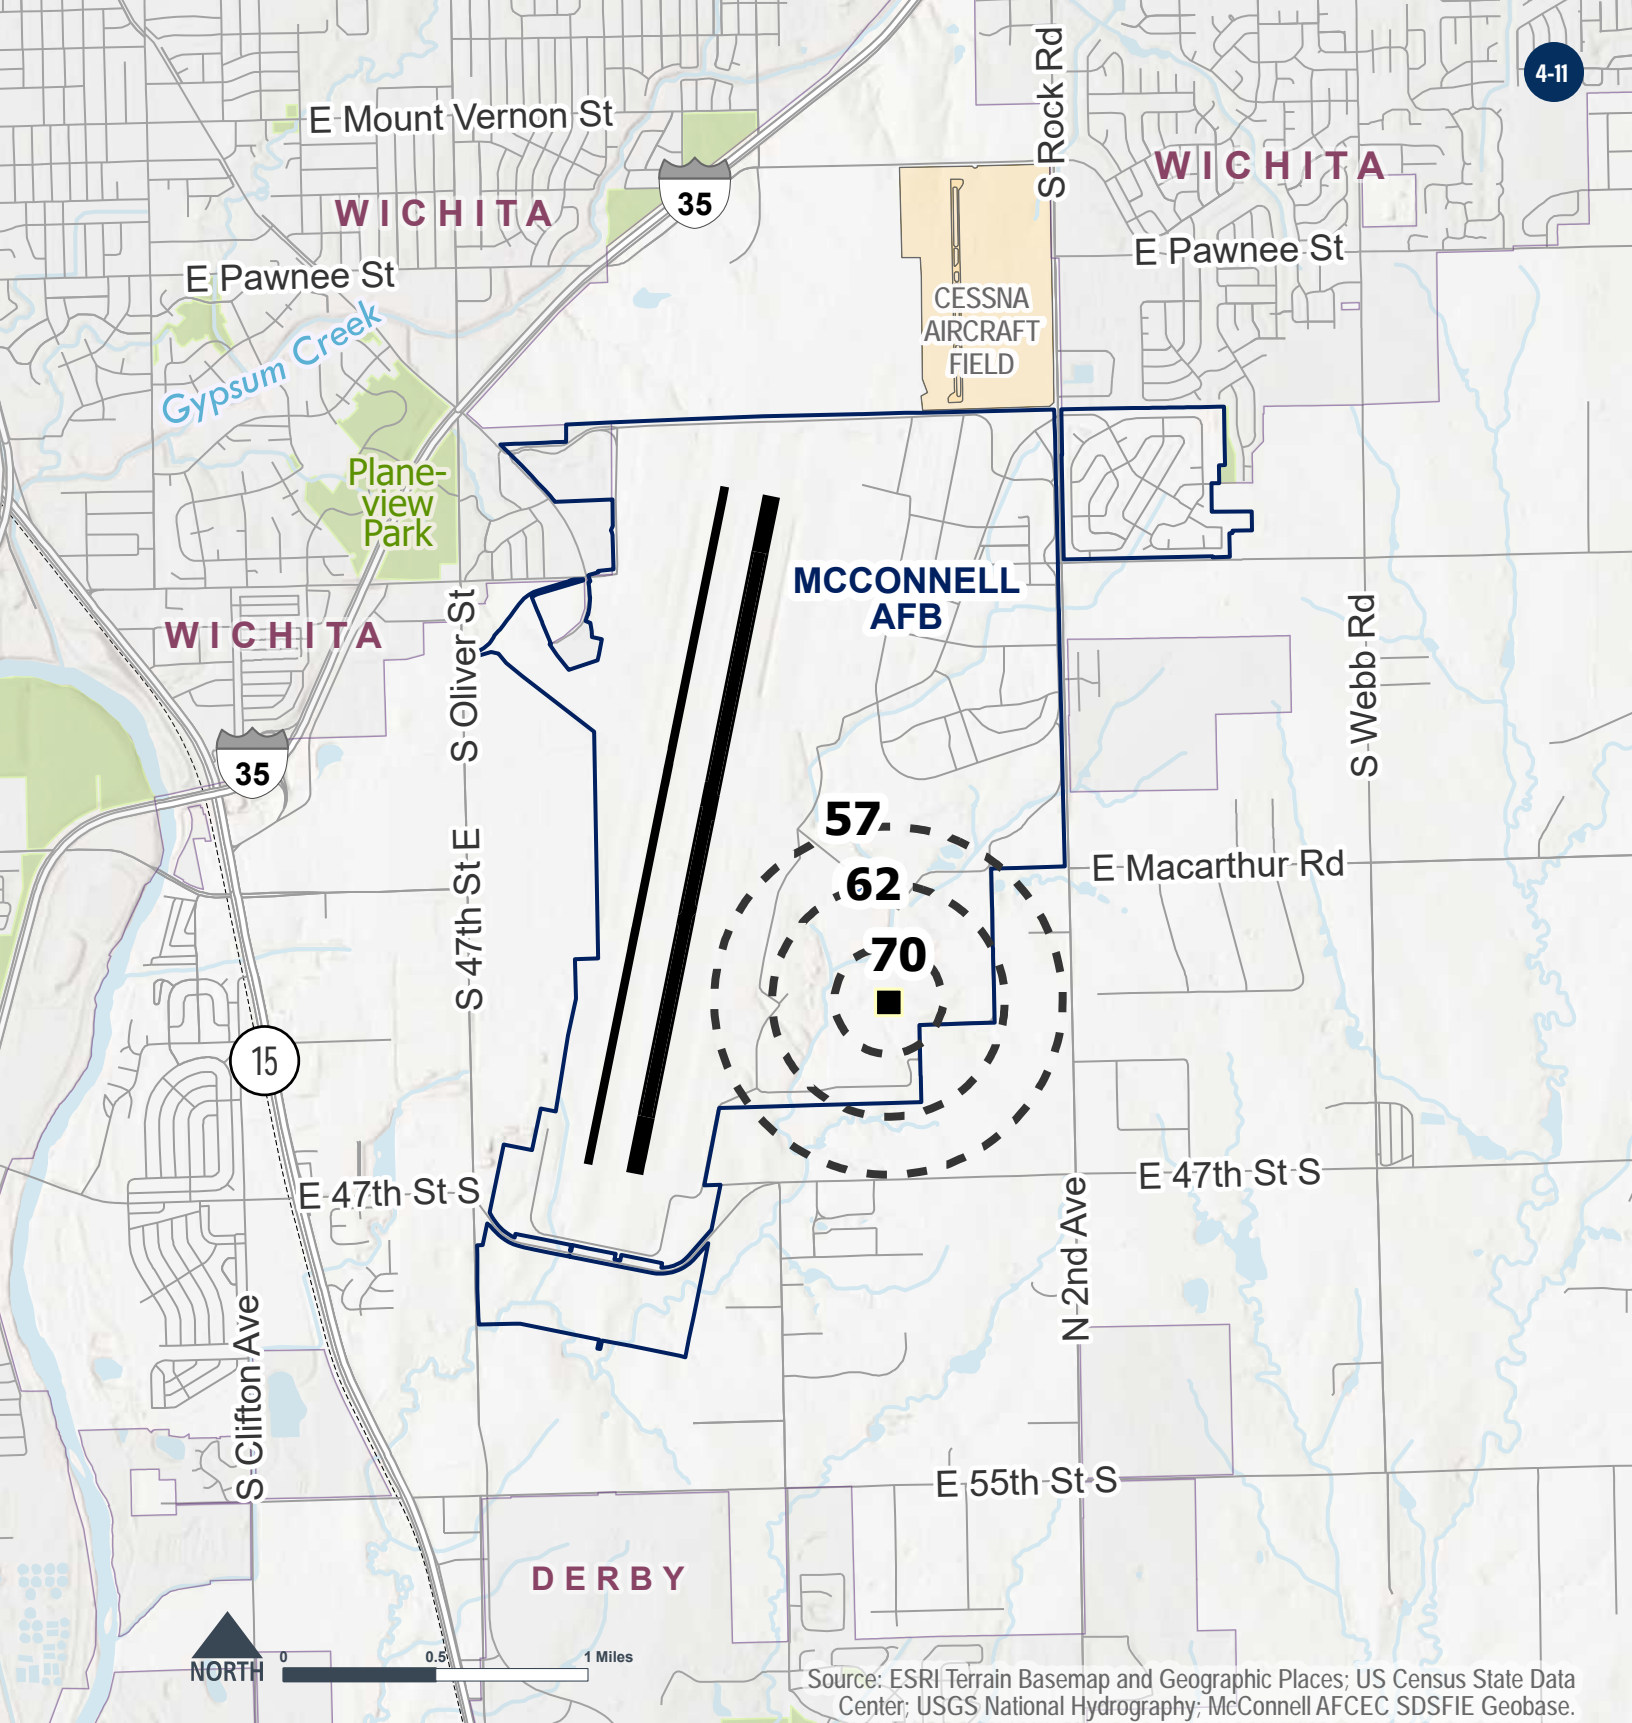 4-11
S Rock Rd
E Mount Vernon St
WICHITA
35
WICHITA
E Pawnee St
E Pawnee St
CESSNA
AIRCRAFT
FIELD
Gypsum Creek
Plane-
view
Park
MCCONNELL
AFB
WICHITA
S Oliver St
S Webb Rd
35
57
E Macarthur Rd
62
S 47th St E
70
15
E 47th St S
E 47th St S
N 2nd Ave
S Clifton Ave
E 55th St S
DERBY
NORTH
0
0.5
1 Miles
Source: ESRI Terrain Basemap and Geographic Places; US Census State Data
Center; USGS National Hydrography; McConnell AFCEC SDSFIE Geobase.